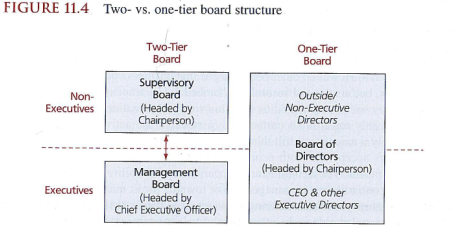 FIGURE 11.4 Two- vs. one-tier board structure
Two-Tier
Board
One-Tier
Board
Non-
Executives
Supervisory
Board
(Headed by
Chairperson)
Outside/
Non-Executive
Directors
Board of
Directors
(Headed by Chairperson)
Executives
Management
Board
(Headed by
Chief Executive Officer)
CEO & other
Executive Directors